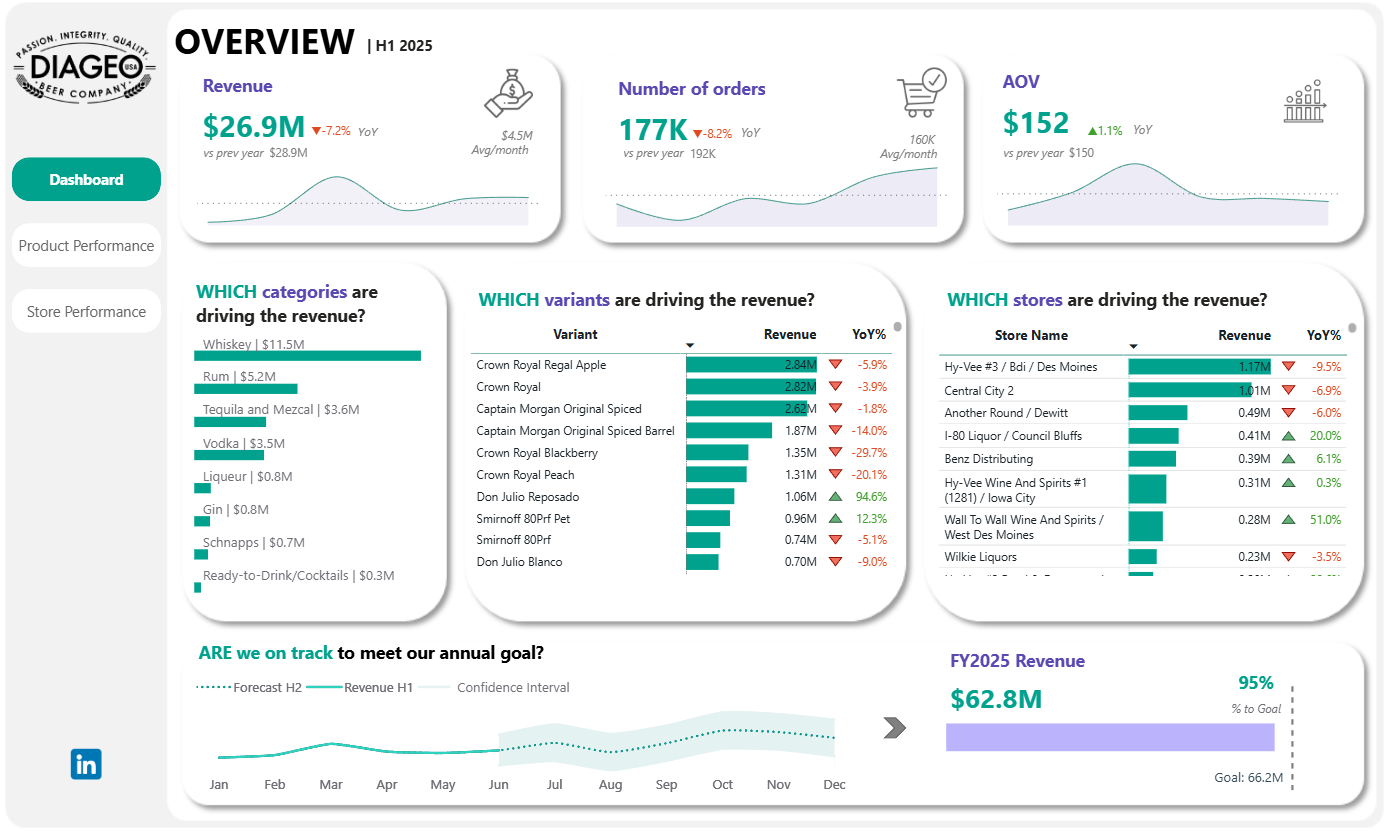 PASSION. INTEGRITY. QUALITY.
DIAGEO
USA
BEER COMPANY
Dashboard
Product Performance
Store Performance
in
OVERVIEW | H1 2025
Revenue
$26.9M -7.2% YoY
vs prev year $28.9M
$4.5M
Avg/month
Number of orders
177K -8.2% YoY
vs prev year 192K
160K
Avg/month
AOV
$152 1.1% YoY
vs prev year $150
WHICH categories are
driving the revenue?
Whiskey | $11.5M
Rum | $5.2M
Tequila and Mezcal | $3.6M
Vodka | $3.5M
Liqueur | $0.8M
Gin | $0.8M
Schnapps | $0.7M
Ready-to-Drink/Cocktails | $0.3M
WHICH variants are driving the revenue?
Variant Revenue YoY%
Crown Royal Regal Apple 2.84M -5.9%
Crown Royal 2.82M -3.9%
Captain Morgan Original Spiced 2.62M -1.8%
Captain Morgan Original Spiced Barrel 1.87M -14.0%
Crown Royal Blackberry 1.35M -29.7%
Crown Royal Peach 1.31M -20.1%
Don Julio Reposado 1.06M 94.6%
Smirnoff 80Prf Pet 0.96M 12.3%
Smirnoff 80Prf 0.74M -5.1%
Don Julio Blanco 0.70M -9.0%
WHICH stores are driving the revenue?
Store Name Revenue YoY%
Hy-Vee #3 / Bdi / Des Moines 1.17M -9.5%
Central City 2 1.01M -6.9%
Another Round / Dewitt 0.49M -6.0%
I-80 Liquor / Council Bluffs 0.41M 20.0%
Benz Distributing 0.39M 6.1%
Hy-Vee Wine And Spirits #1 0.31M 0.3%
(1281) / Iowa City
Wall To Wall Wine And Spirits / 0.28M 51.0%
West Des Moines
Wilkie Liquors 0.23M -3.5%
ARE we on track to meet our annual goal?
Forecast H2 Revenue H1 Confidence Interval
Jan Feb Mar Apr May Jun Jul Aug Sep Oct Nov Dec
FY2025 Revenue
$62.8M
95%
% to Goal
Goal: 66.2M